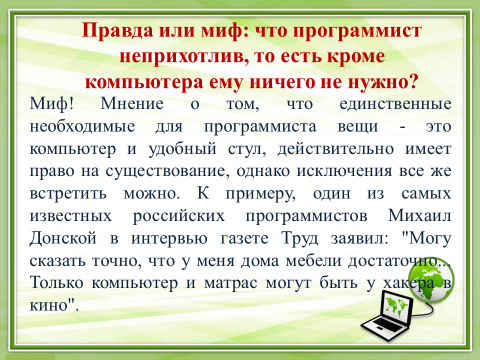 Правда или миф: что программист
неприхотлив, то есть кроме
компьютера ему ничего не нужно?
Миф! Мнение о том, что единственные
необходимые для программиста вещи - это
компьютер и удобный стул, действительно имеет
право на существование, однако исключения все же
встретить можно. К примеру, один из самых
известных российских программистов Михаил
Донской в интервью газете Труд заявил: "Могу
сказать точно, что у меня дома мебели достаточно...
Только компьютер и матрас могут быть у хакера в
кино".